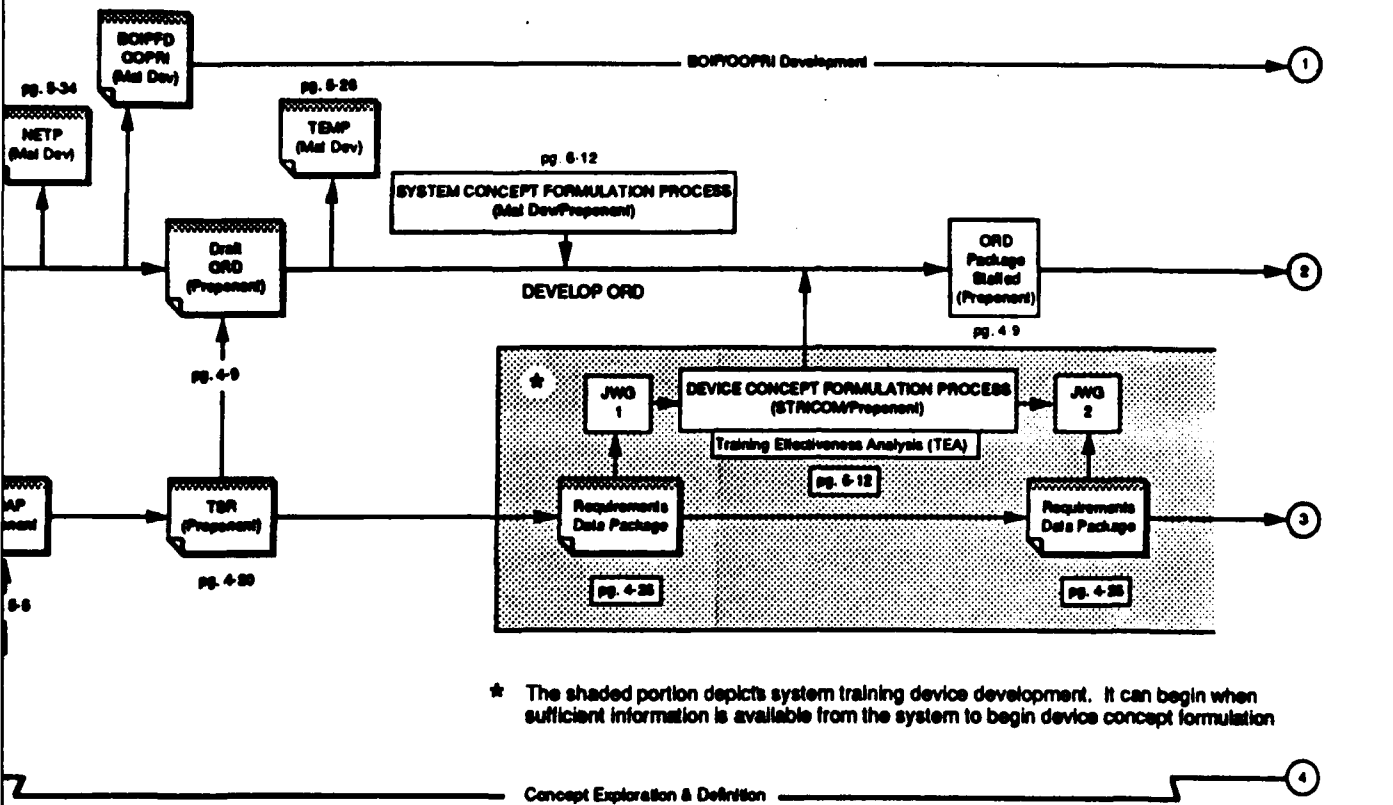 BOIPFD
QQPRI
(Mat Dev)
BOIP/QQPRI Development
1
pg. 5-34
pg. 5-26
NETP
(Mat Dev)
TEMP
(Mat Dev)
pg. 6-12
SYSTEM CONCEPT FORMULATION PROCESS
(Mat Dev/Proponent)
Draft
ORD
(Proponent)
DEVELOP ORD
ORD
Package
Staffed
(Proponent)
2
pg. 4-9
pg. 4-9
*
JWG
1
DEVICE CONCEPT FORMULATION PROCESS
(STRICOM/Proponent)
Training Effectiveness Analysis (TEA)
JWG
2
pg. 6-12
TSR
(Proponent)
Requirements
Data Package
Requirements
Data Package
3
pg. 4-20
pg. 4-25
pg. 4-25
* The shaded portion depicts system training device development. It can begin when
sufficient information is available from the system to begin device concept formulation
Concept Exploration & Definition
4